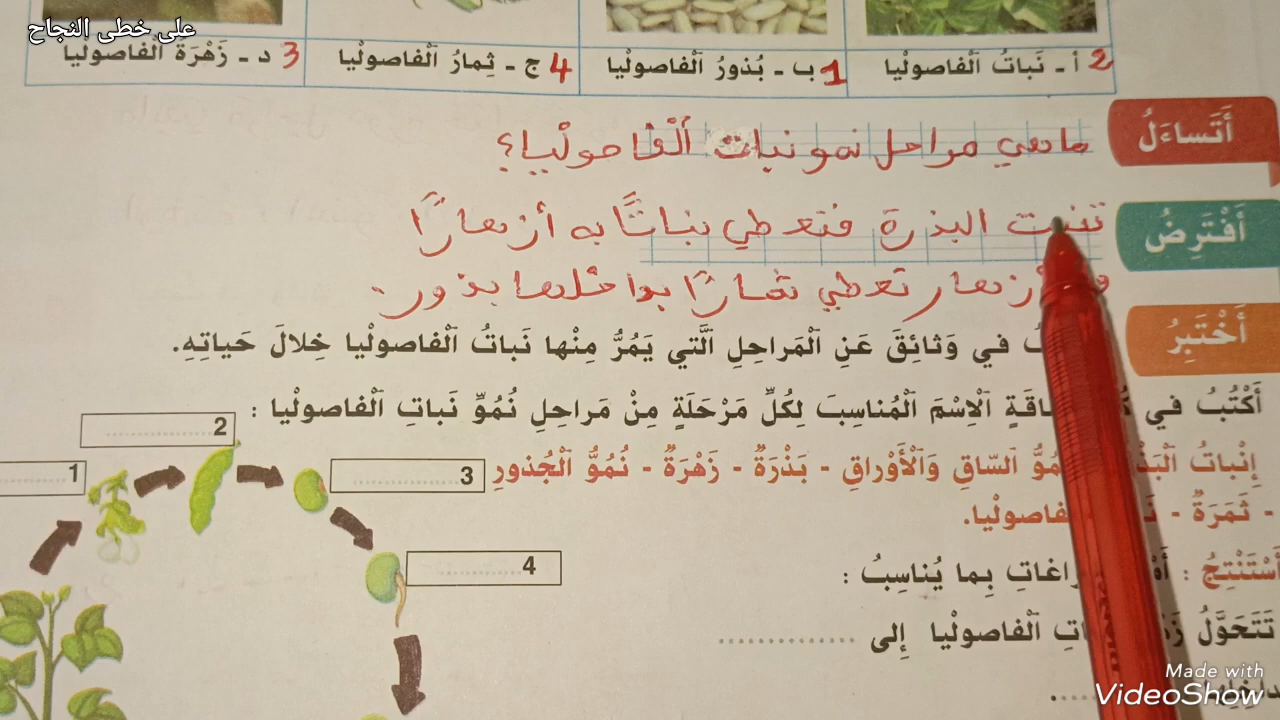 على خطى النجاح
2 أ - نَباتُ ٱلْفاصولْيا
1 ب - بُذورُ ٱلْفاصولْيا
4 ج - ثِمارُ ٱلْفاصولْيا
3 د - زَهْرَةُ ٱلْفاصولْيا
أَتَساءَلُ
ما هي مراحل نمو نبات ٱلْفاصولْيا؟
أَفْتَرِضُ
تنبت البذرة فتعطي نباتًا به أزهارًا
أزهار تعطي ثمارًا بداخلها بذور.
أَخْتَبِرُ
في وَثائِقَ عَنِ ٱلْمَراحِلِ ٱلَّتي يَمُرُّ مِنْها نَباتُ ٱلْفاصولْيا خِلالَ حَياتِهِ.
أَكْتُبُ في ٱلِٱسْمَ ٱلْمُناسِبَ لِكُلِّ مَرْحَلَةٍ مِنْ مَراحِلِ نُمُوِّ نَباتِ ٱلْفاصولْيا :
إِنْباتُ ٱلسّاقِ وَٱلْأَوْراقِ - بَذْرَةٌ - زَهْرَةٌ - نُمُوُّ ٱلْجُذورِ
- ثَمَرَةٌ -
1
2
3
4
أَسْتَنْتِجُ : بِما يُناسِبُ :
تَتَحَوَّلُ ٱلْفاصولْيا إِلى
Made with
VideoShow